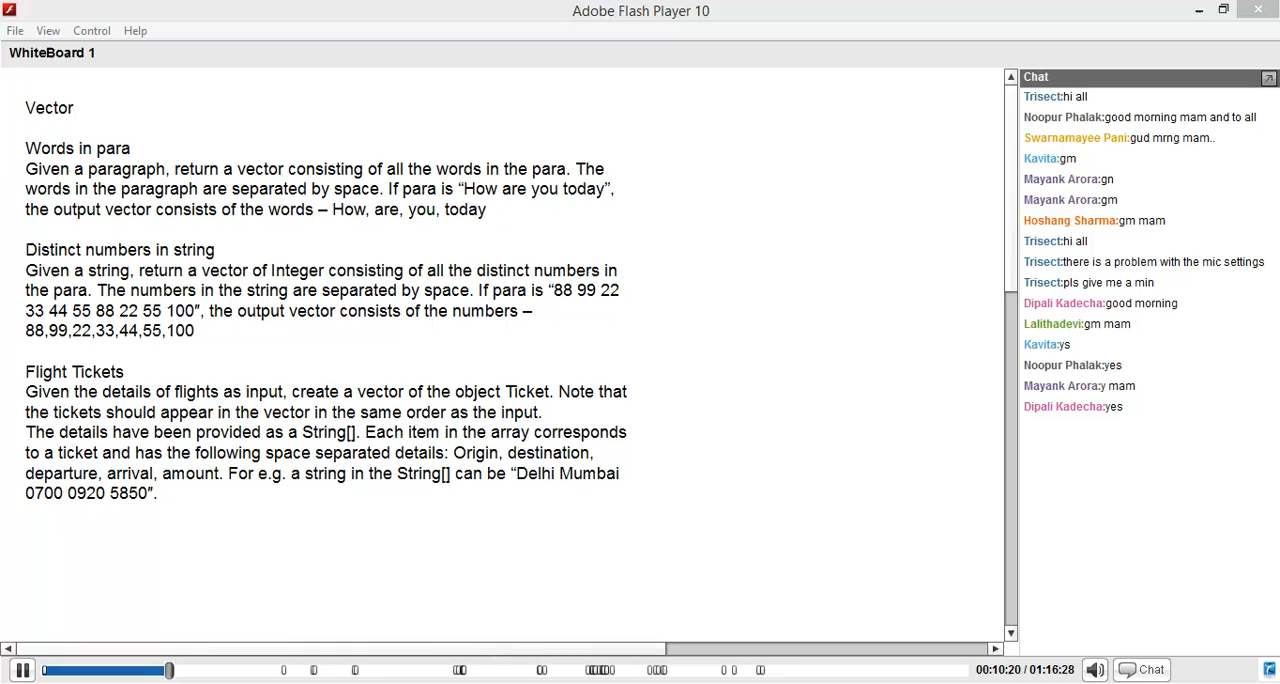 Adobe Flash Player 10
File View Control Help
WhiteBoard 1
Vector
Words in para
Given a paragraph, return a vector consisting of all the words in the para. The
words in the paragraph are separated by space. If para is “How are you today”,
the output vector consists of the words – How, are, you, today
Distinct numbers in string
Given a string, return a vector of Integer consisting of all the distinct numbers in
the para. The numbers in the string are separated by space. If para is “88 99 22
33 44 55 88 22 55 100″, the output vector consists of the numbers –
88,99,22,33,44,55,100
Flight Tickets
Given the details of flights as input, create a vector of the object Ticket. Note that
the tickets should appear in the vector in the same order as the input.
The details have been provided as a String[]. Each item in the array corresponds
to a ticket and has the following space separated details: Origin, destination,
departure, arrival, amount. For e.g. a string in the String[] can be “Delhi Mumbai
0700 0920 5850″.
Chat
Trisect:hi all
Noopur Phalak:good morning mam and to all
Swarnamayee Pani:gud mrng mam..
Kavita:gm
Mayank Arora:gn
Mayank Arora:gm
Hoshang Sharma:gm mam
Trisect:hi all
Trisect:there is a problem with the mic settings
Trisect:pls give me a min
Dipali Kadecha:good morning
Lalithadevi:gm mam
Kavita:ys
Noopur Phalak:yes
Mayank Arora:y mam
Dipali Kadecha:yes
00:10:20 / 01:16:28
Chat